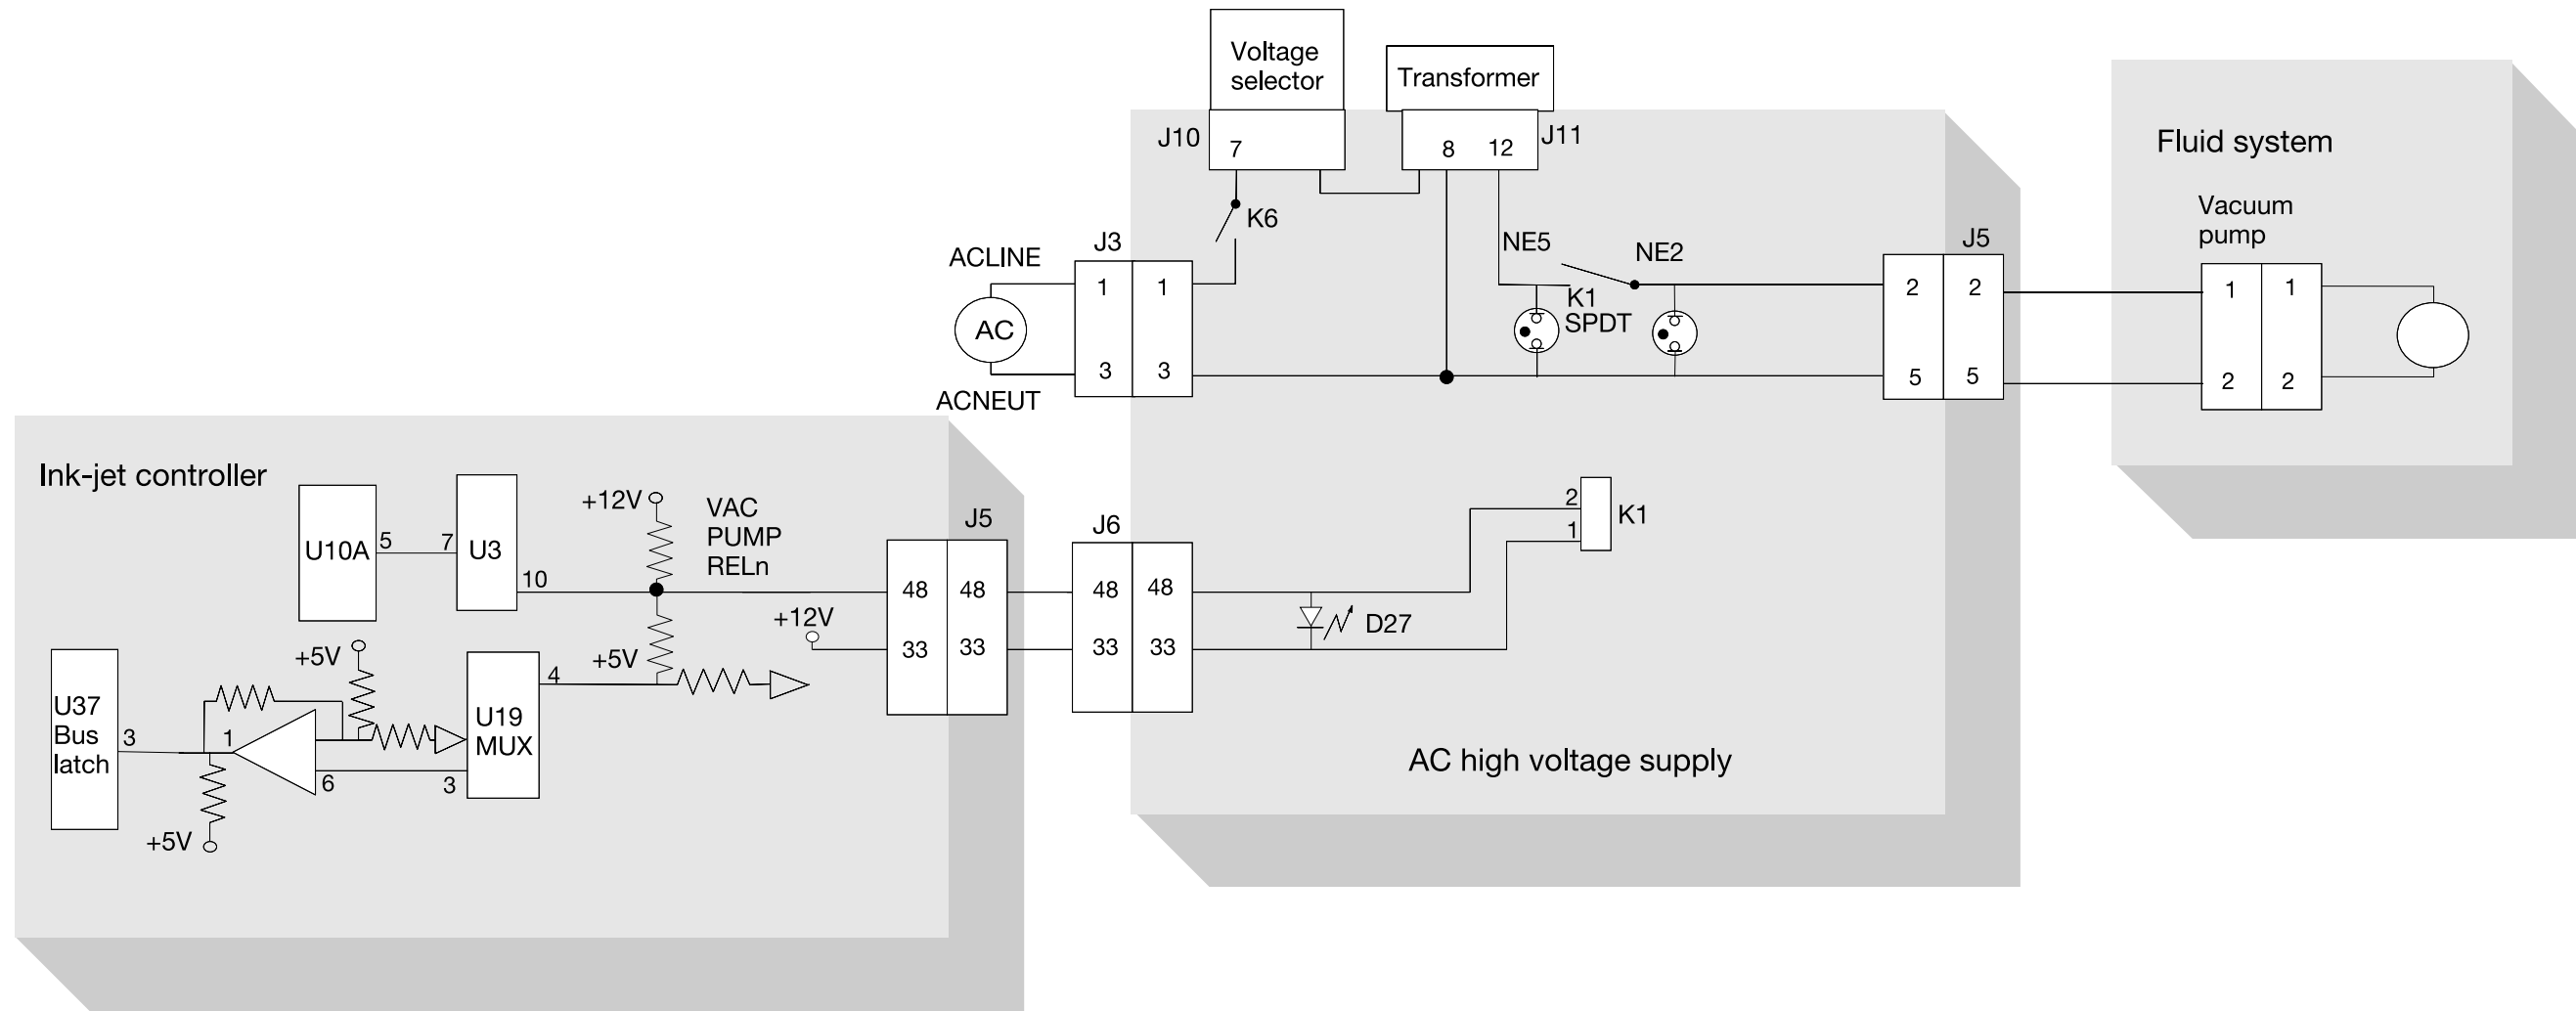 Voltage
selector
Transformer
J10
7
8
12
J11
Fluid system
Vacuum
pump
K6
ACLINE
J3
NE5
NE2
J5
1
1
K1
SPDT
2
2
1
1
AC
3
3
5
5
2
2
ACNEUT
Ink-jet controller
+12V
VAC
PUMP
RELn
J5
J6
2
1
K1
U10A
5
7
U3
10
48
48
48
48
+12V
D27
33
33
33
33
+5V
+5V
4
U37
Bus
latch
3
1
U19
MUX
6
3
+5V
AC high voltage supply